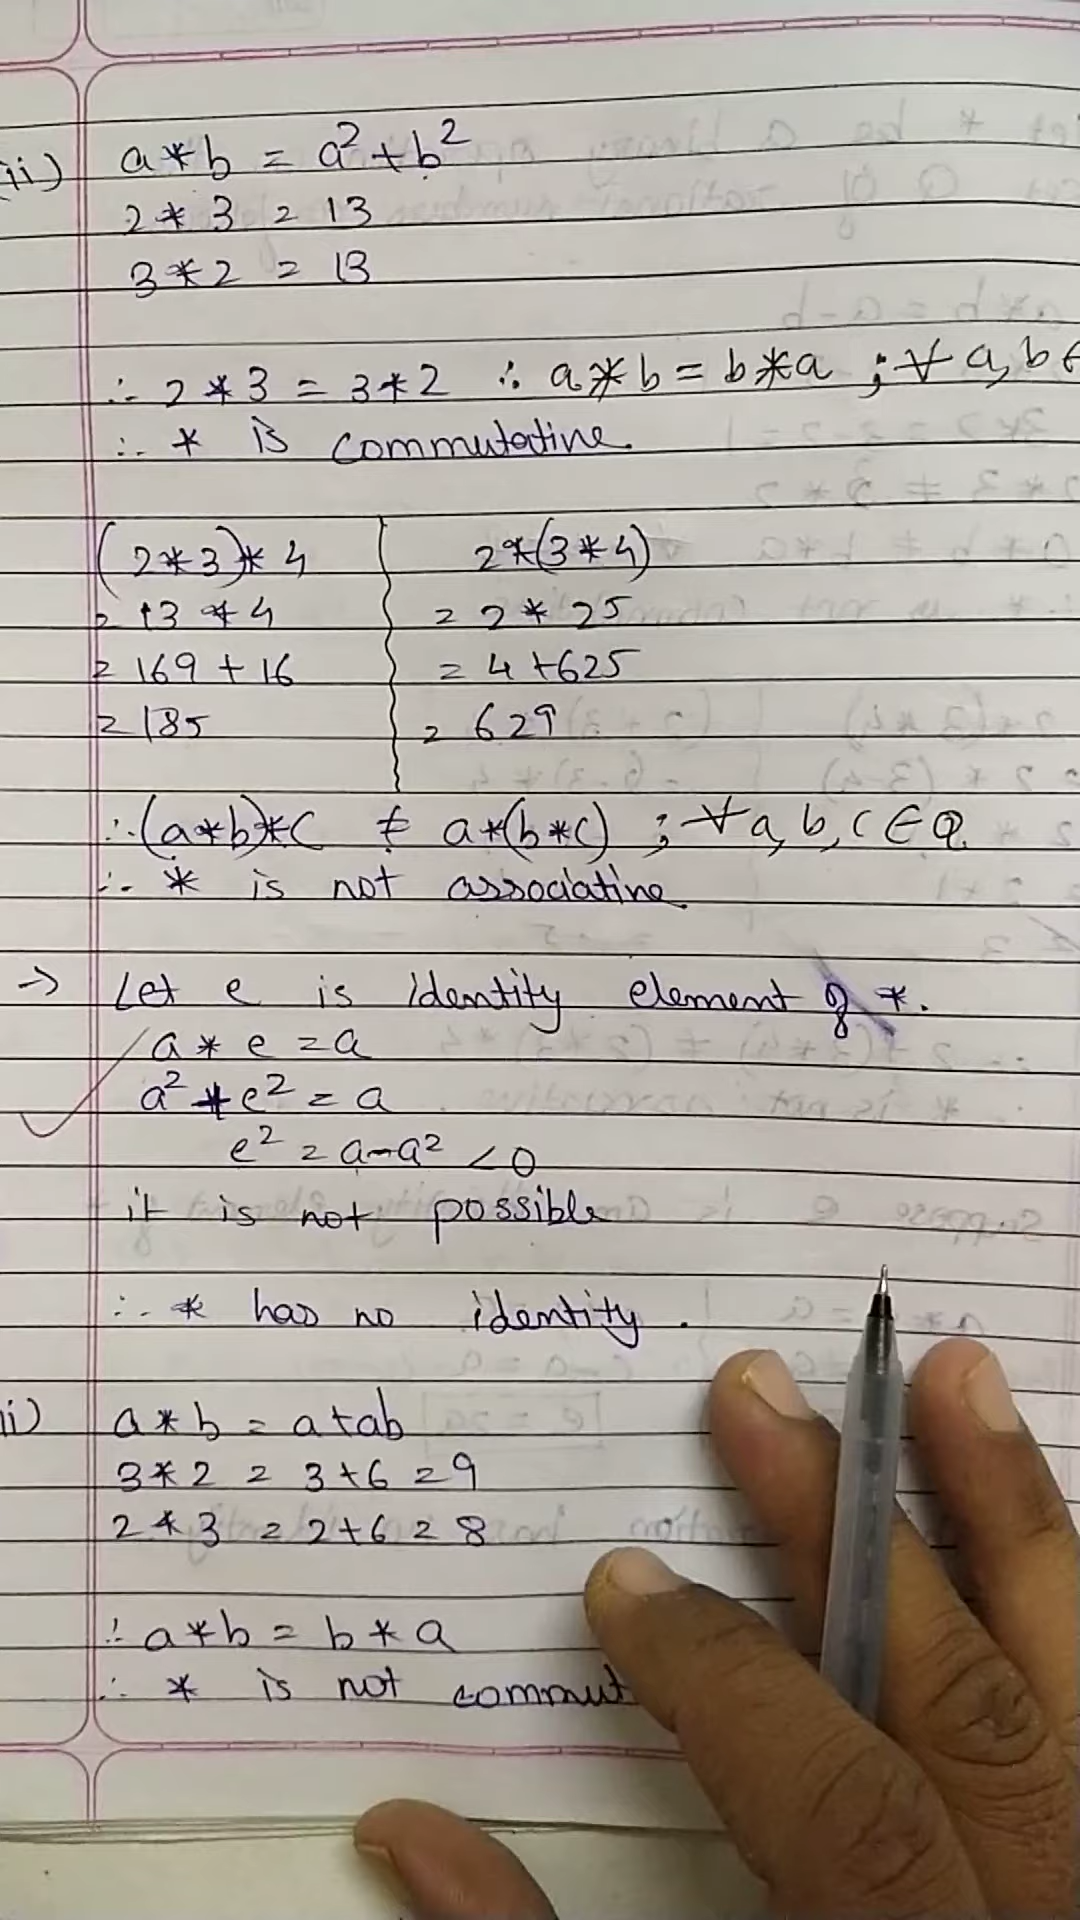 ii) a * b = a² + b²
2 * 3 = 13
3 * 2 = 13
∴ 2 * 3 = 3 * 2 ∴ a * b = b * a ; ∀ a, b ∈
∴ * is commutative.
(2 * 3) * 4
= 13 * 4
= 169 + 16
= 185
2 * (3 * 4)
= 2 * 25
= 4 + 625
= 629
∴ (a * b) * c ≠ a * (b * c) ; ∀ a, b, c ∈ Q
∴ * is not associative
→ Let e is identity element of *.
a * e = a
a² + e² = a
e² = a - a² < 0
it is not possible
∴ * has no identity.
ii) a * b = a + ab
3 * 2 = 3 + 6 = 9
2 * 3 = 2 + 6 = 8
∴ a * b = b * a
∴ * is not commut